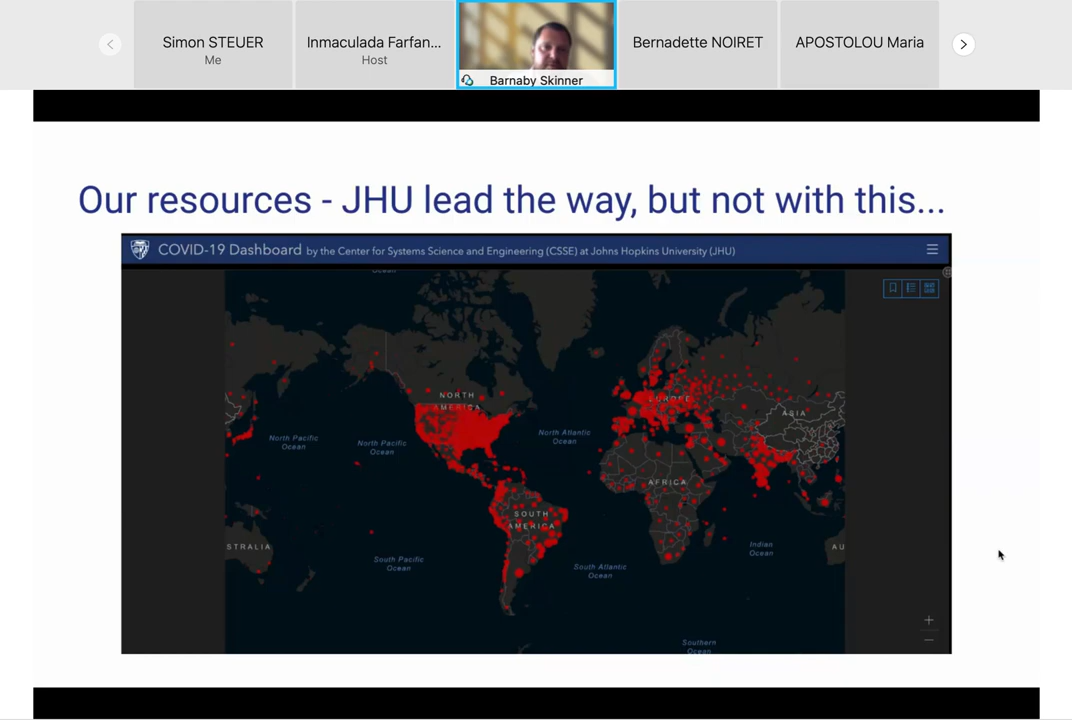 Simon STEUER
Me
Inmaculada Farfan...
Host
Barnaby Skinner
Bernadette NOIRET
APOSTOLOU Maria
Our resources - JHU lead the way, but not with this...
COVID-19 Dashboard by the Center for Systems Science and Engineering (CSSE) at Johns Hopkins University (JHU)
Ocean
NORTH
AMERICA
EUROPE
ASIA
North Pacific
Ocean
North Pacific
Ocean
North Atlantic
Ocean
AFRICA
SOUTH
AMERICA
STRALIA
AU
South Pacific
Ocean
South Atlantic
Ocean
Indian
Ocean
Southern
Ocean